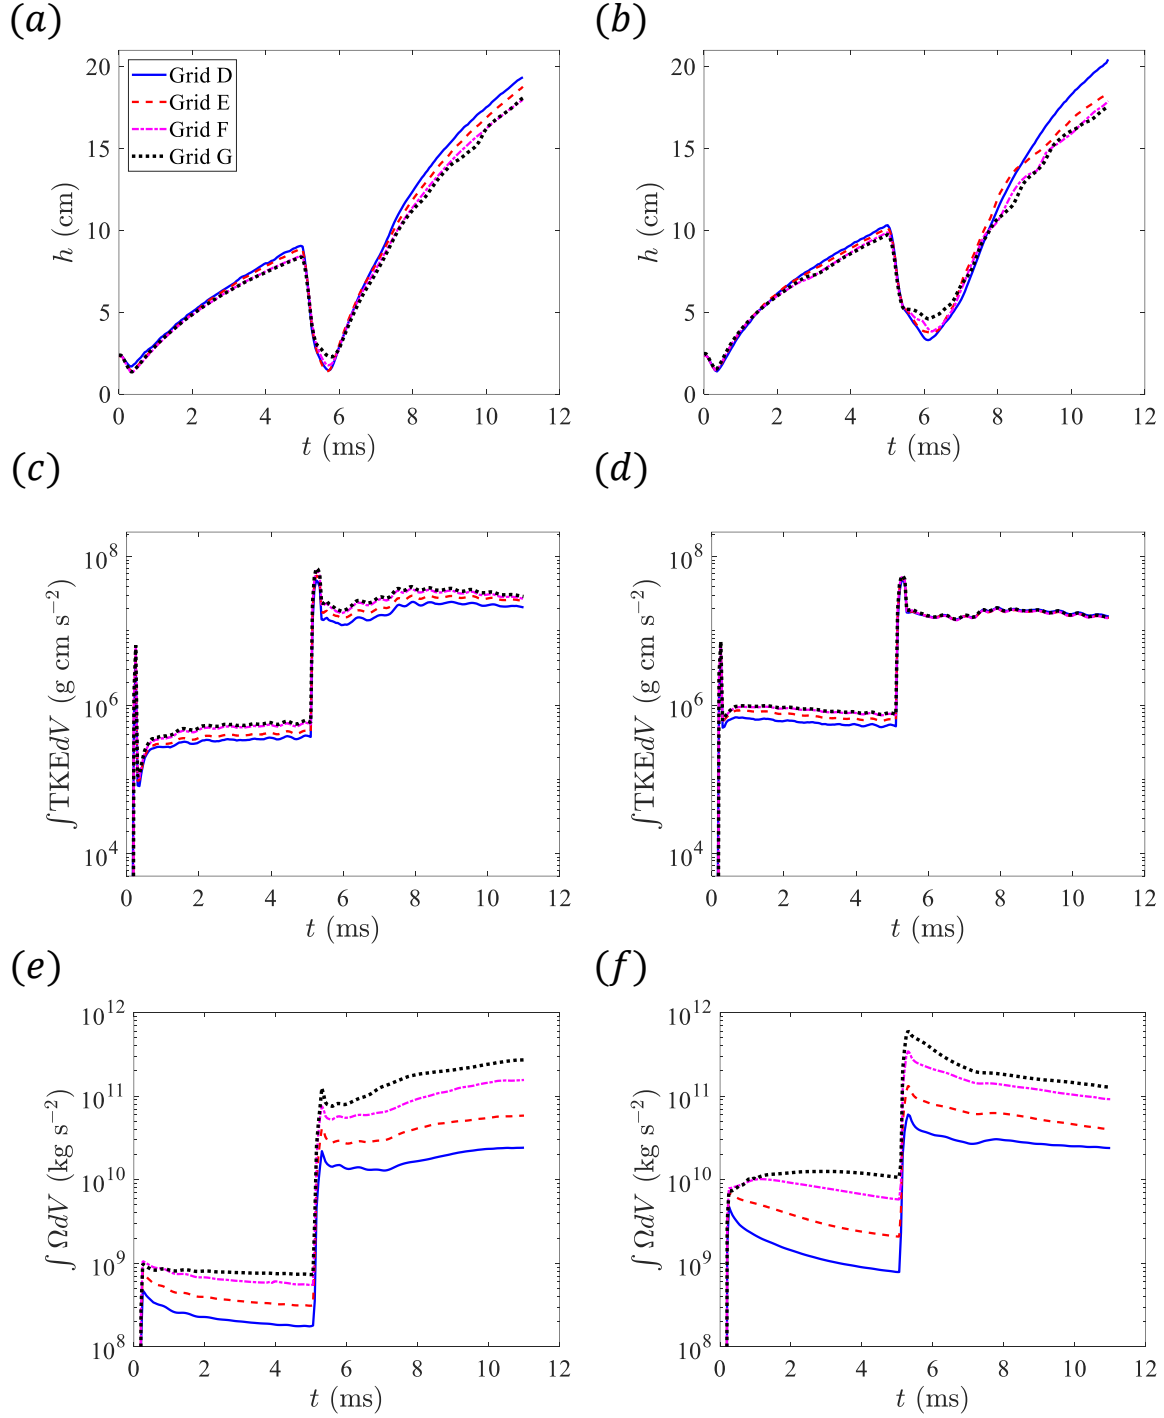 (a)
(b)
20
15
10
5
0
h (cm)
Grid D
Grid E
Grid F
Grid G
0 2 4 6 8 10 12
t (ms)
20
15
10
5
0
h (cm)
0 2 4 6 8 10 12
t (ms)
(c)
(d)
10^8
10^6
10^4
∫TKEdV (g cm s^−2)
0 2 4 6 8 10 12
t (ms)
10^8
10^6
10^4
∫TKEdV (g cm s^−2)
0 2 4 6 8 10 12
t (ms)
(e)
(f)
10^12
10^11
10^10
10^9
10^8
∫ΩdV (kg s^−2)
0 2 4 6 8 10 12
t (ms)
10^12
10^11
10^10
10^9
10^8
∫ΩdV (kg s^−2)
0 2 4 6 8 10 12
t (ms)